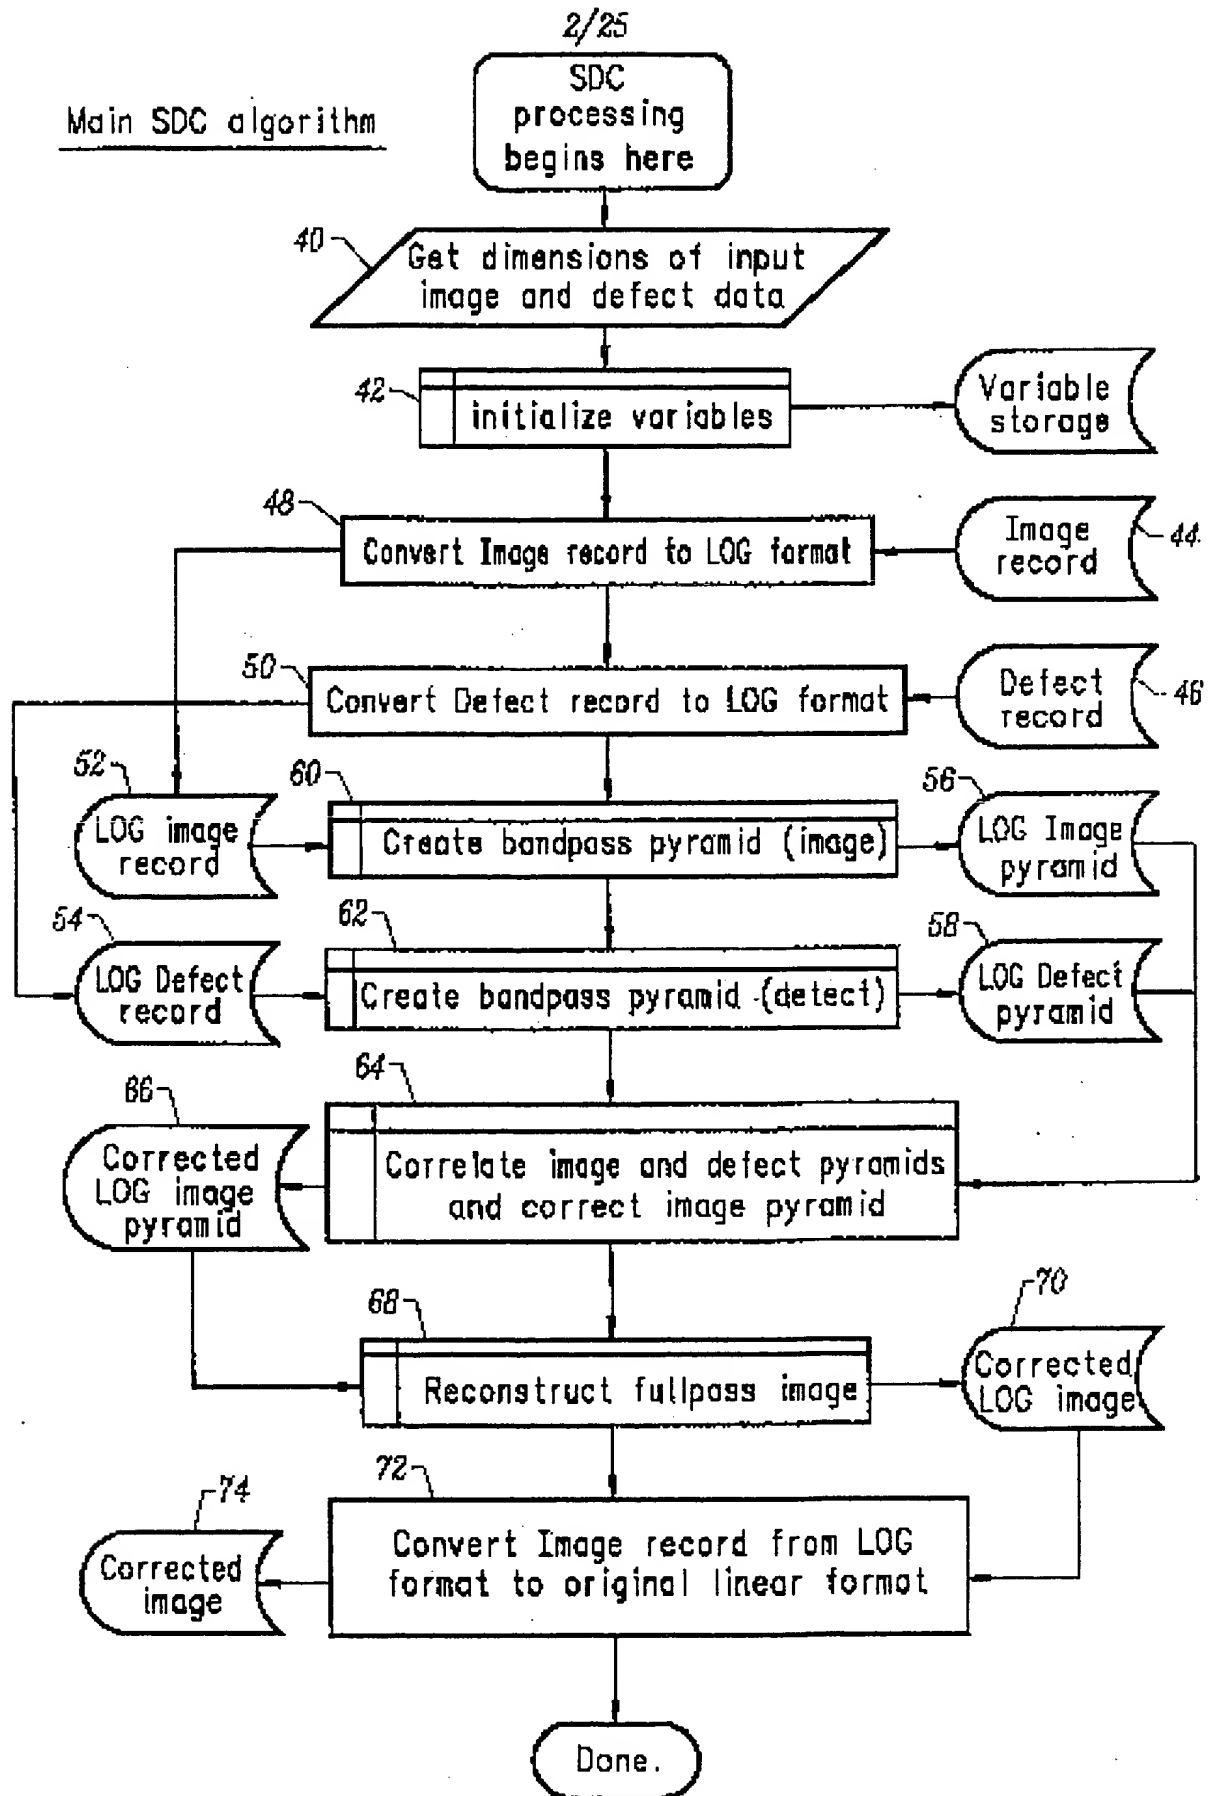 2/25
SDC
processing
begins here
Main SDC algorithm
40
Get dimensions of input
image and defect data
42
initialize variables
Variable
storage
48
Convert Image record to LOG format
Image
record
44
50
Convert Defect record to LOG format
Defect
record
46
52
LOG image
record
60
Create bandpass pyramid (image)
56
LOG Image
pyramid
54
LOG Defect
record
62
Create bandpass pyramid (detect)
58
LOG Defect
pyramid
64
Correlate image and defect pyramids
and correct image pyramid
66
Corrected
LOG image
pyramid
68
Reconstruct fullpass image
70
Corrected
LOG image
72
Convert Image record from LOG
format to original linear format
74
Corrected
image
Done.